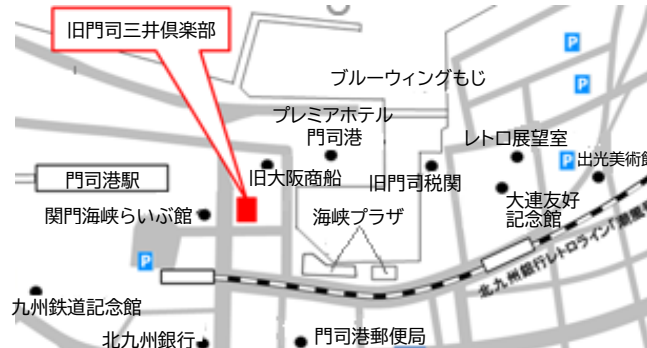 旧門司三井倶楽部
P
P
ブルーウィングもじ
P
プレミアホテル
門司港
レトロ展望室
P
出光美術館
門司港駅
旧大阪商船
旧門司税関
大連友好
記念館
関門海峡らいぶ館
海峡プラザ
P
北九州銀行レトロライン「潮風号
九州鉄道記念館
北九州銀行
門司港郵便局